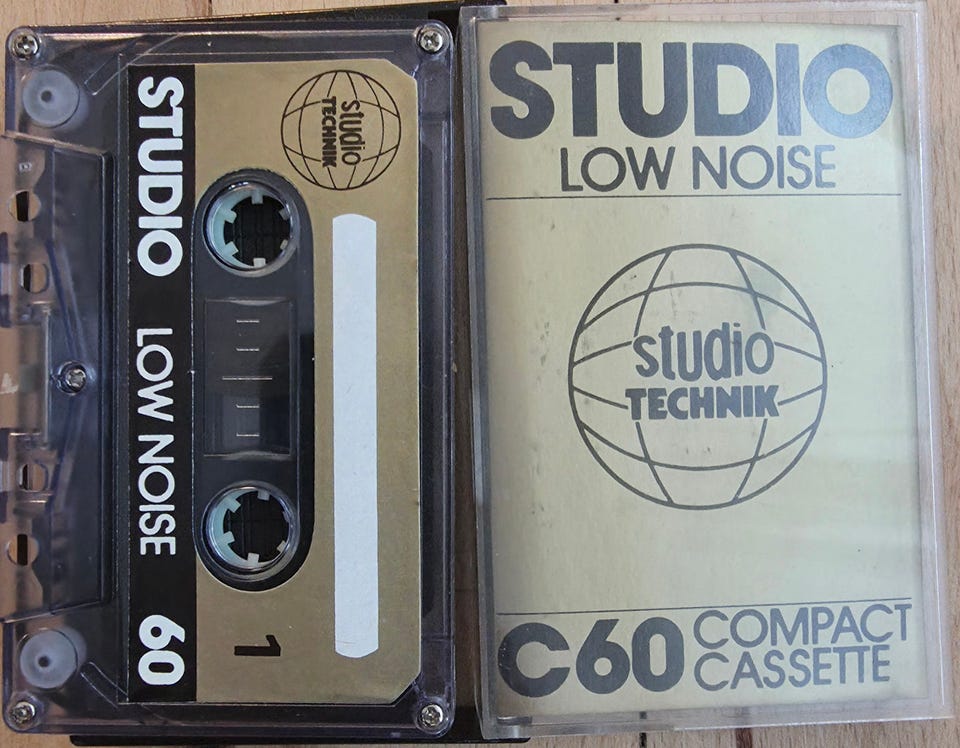 studio
TECHNIK
STUDIO LOW NOISE 60
1
STUDIO
LOW NOISE
studio
TECHNIK
C60 COMPACT
CASSETTE